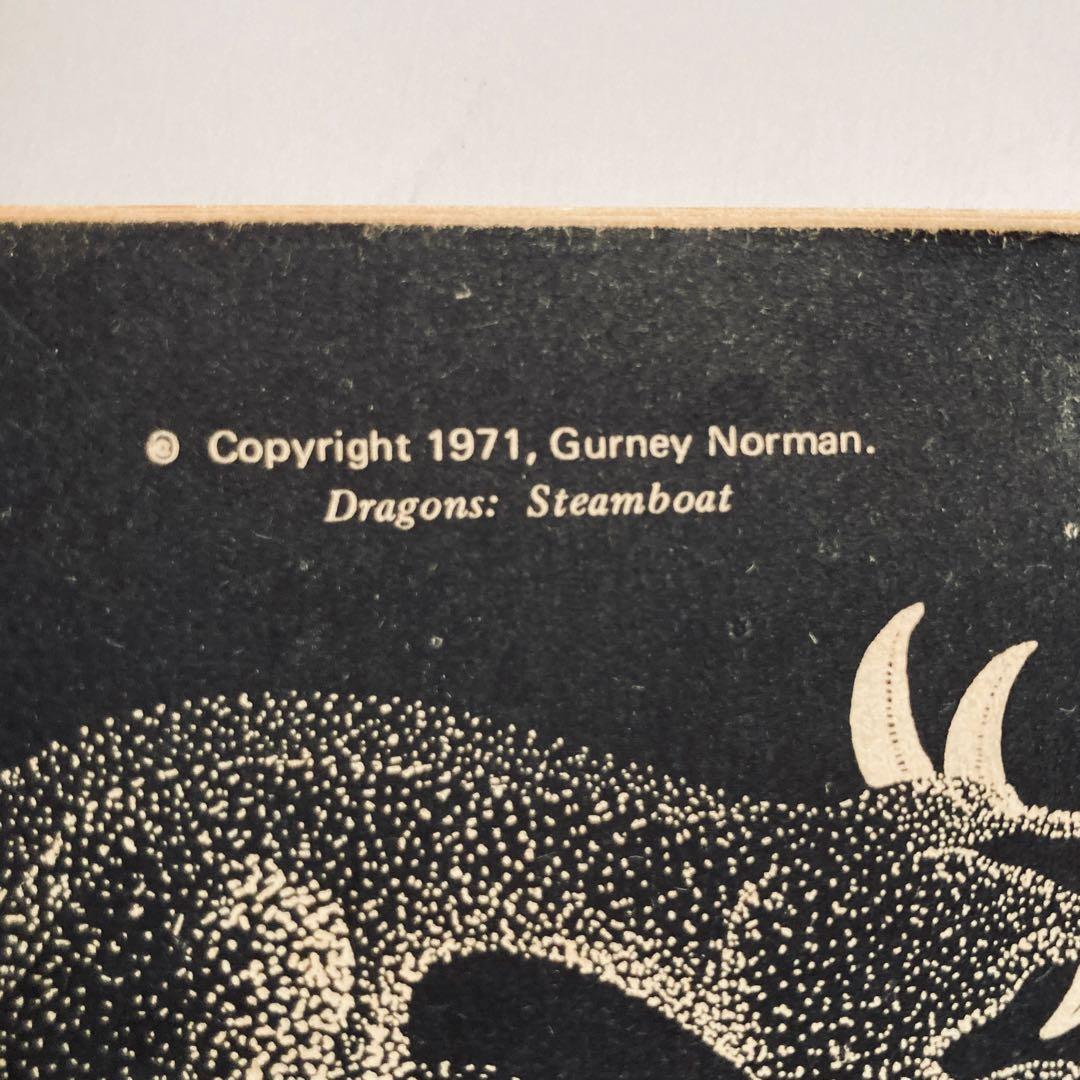 © Copyright 1971, Gurney Norman.
Dragons: Steamboat